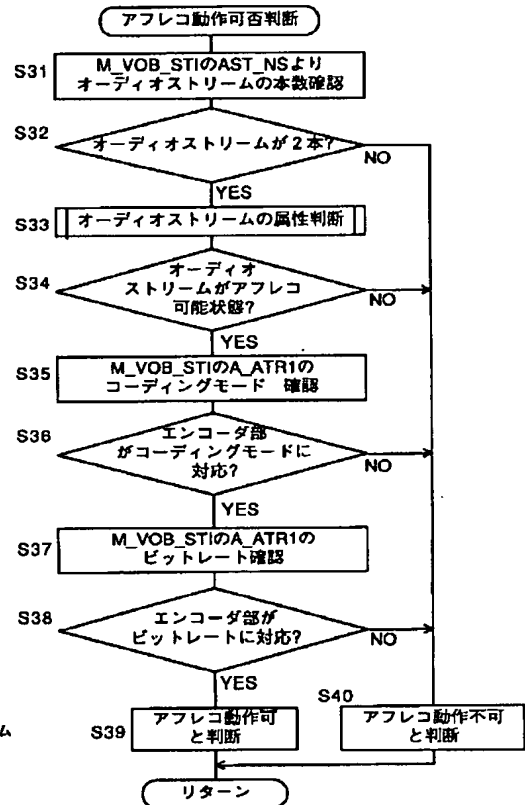 アフレコ動作可否判断
S31
M_VOB_STIのAST_NSより
オーディオストリームの本数確認
S32
オーディオストリームが2本?
NO
YES
S33
オーディオストリームの属性判断
S34
オーディオ
ストリームがアフレコ
可能状態?
NO
YES
S35
M_VOB_STIのA_ATR1の
コーディングモード 確認
S36
エンコーダ部
がコーディングモードに
対応?
NO
YES
S37
M_VOB_STIのA_ATR1の
ビットレート確認
S38
エンコーダ部が
ビットレートに対応?
NO
YES
ム
S39
アフレコ動作可
と判断
S40
アフレコ動作不可
と判断
リターン